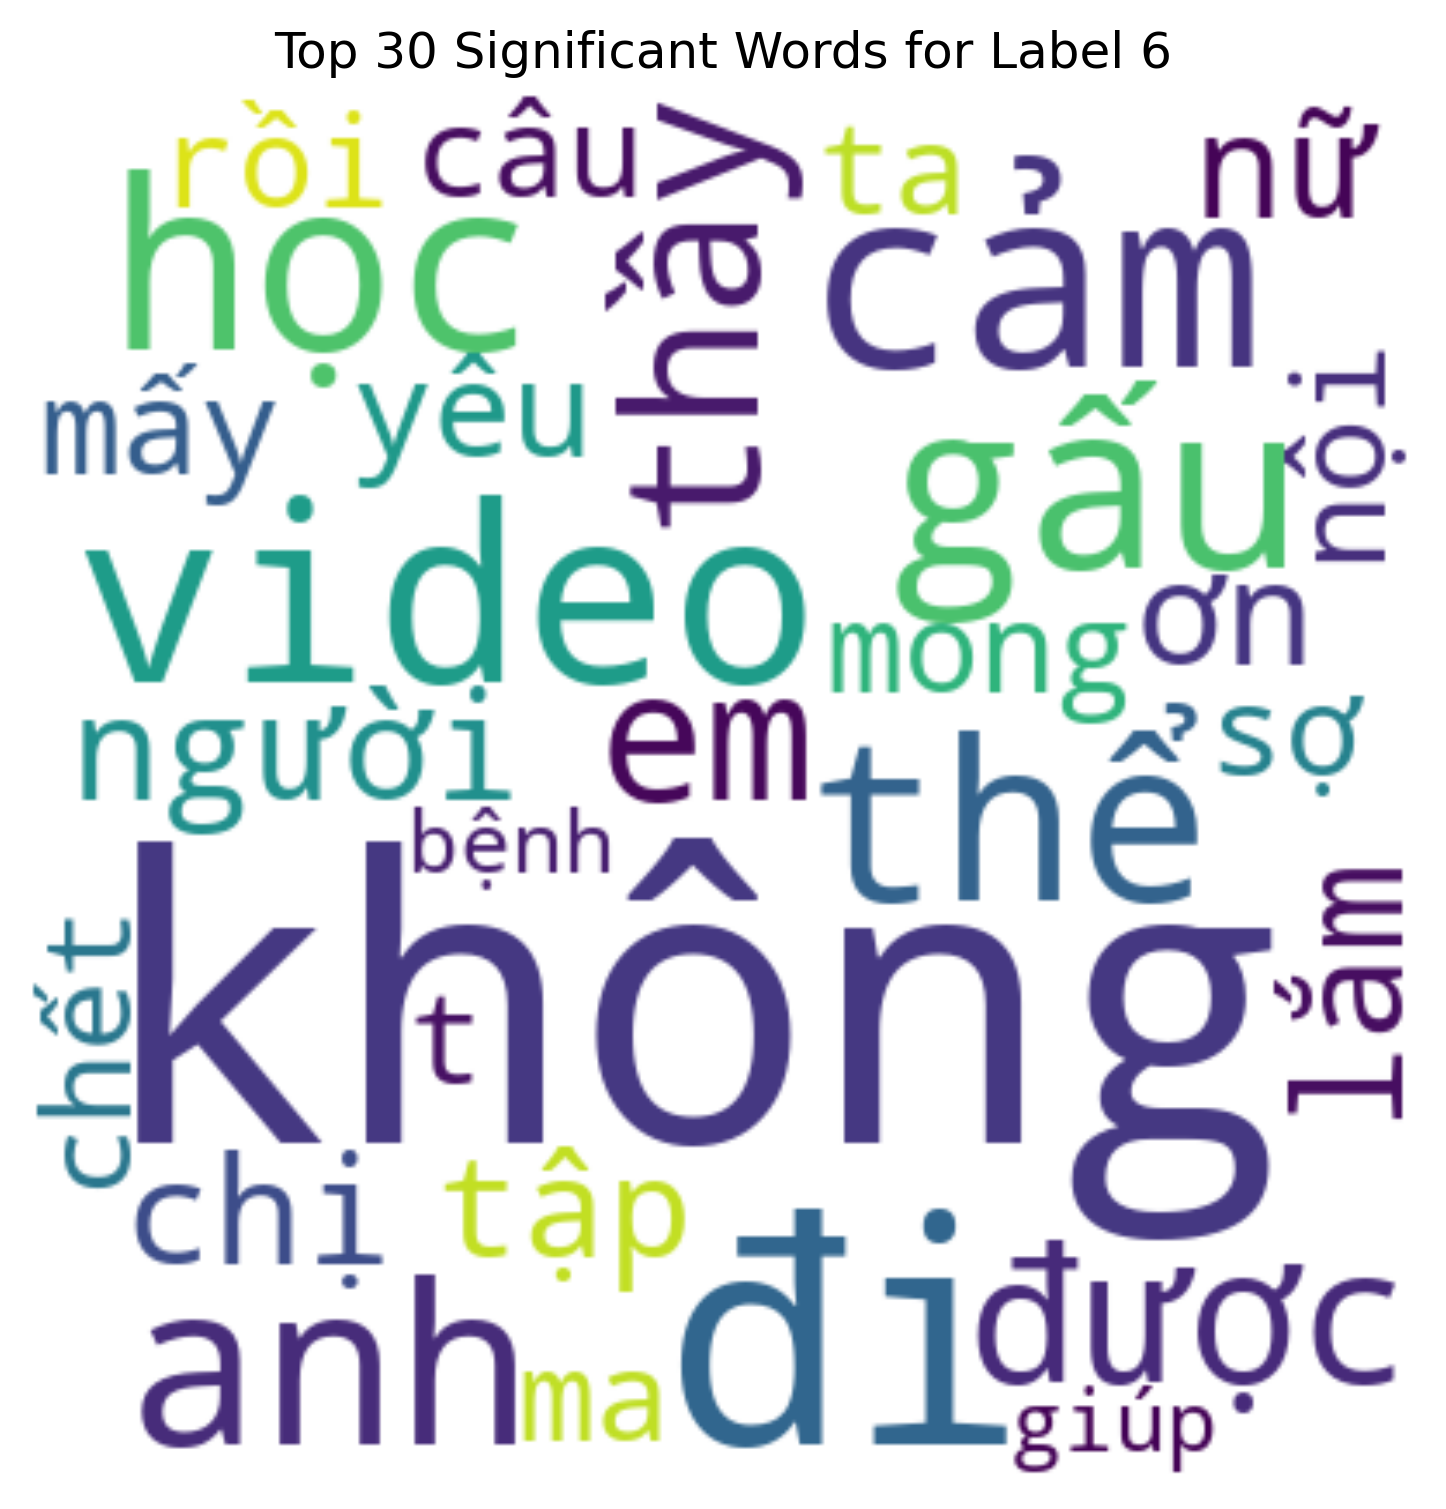 Top 30 Significant Words for Label 6
rồi
câu
thầy
ta
nữ
học
cảm
mấy
yêu
gấu
nội
video
mong
ơn
người
em
thể
sợ
bệnh
không
t
lắm
chết
chị
tập
anh
ma
đi
được
giúp